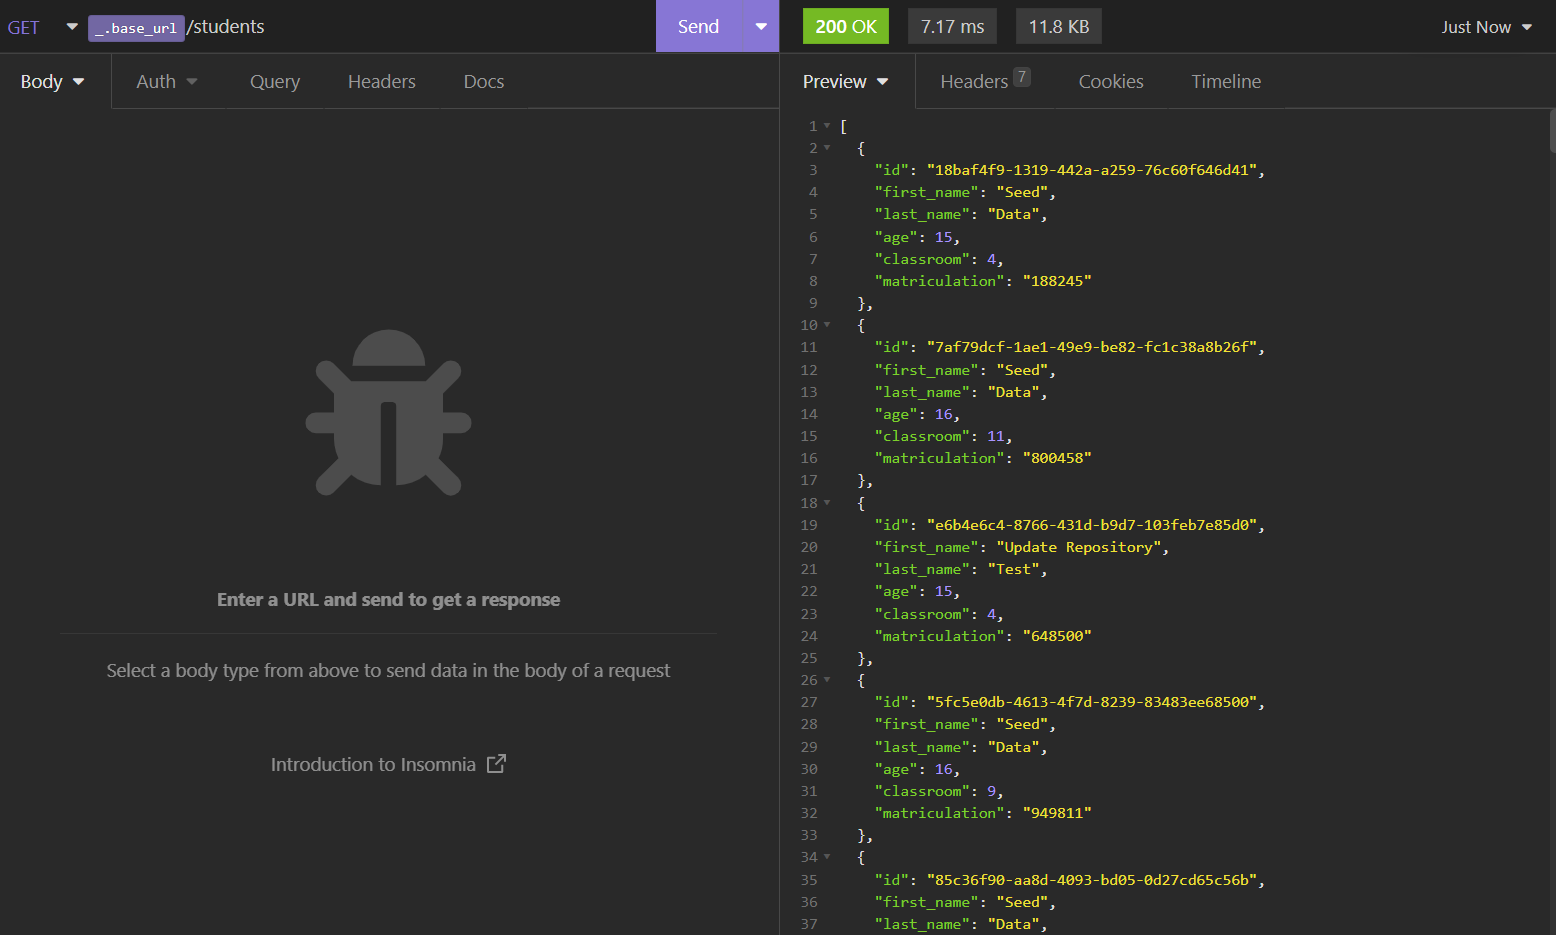 GET _.base_url/students Send
200 OK 7.17 ms 11.8 KB Just Now
Body Auth Query Headers Docs
Preview Headers 7 Cookies Timeline
Enter a URL and send to get a response
Select a body type from above to send data in the body of a request
Introduction to Insomnia
1 [
2 {
3 "id": "18baf4f9-1319-442a-a259-76c60f646d41",
4 "first_name": "Seed",
5 "last_name": "Data",
6 "age": 15,
7 "classroom": 4,
8 "matriculation": "188245"
9 },
10 {
11 "id": "7af79dcf-1ae1-49e9-be82-fc1c38a8b26f",
12 "first_name": "Seed",
13 "last_name": "Data",
14 "age": 16,
15 "classroom": 11,
16 "matriculation": "800458"
17 },
18 {
19 "id": "e6b4e6c4-8766-431d-b9d7-103feb7e85d0",
20 "first_name": "Update Repository",
21 "last_name": "Test",
22 "age": 15,
23 "classroom": 4,
24 "matriculation": "648500"
25 },
26 {
27 "id": "5fc5e0db-4613-4f7d-8239-83483ee68500",
28 "first_name": "Seed",
29 "last_name": "Data",
30 "age": 16,
31 "classroom": 9,
32 "matriculation": "949811"
33 },
34 {
35 "id": "85c36f90-aa8d-4093-bd05-0d27cd65c56b",
36 "first_name": "Seed",
37 "last_name": "Data",